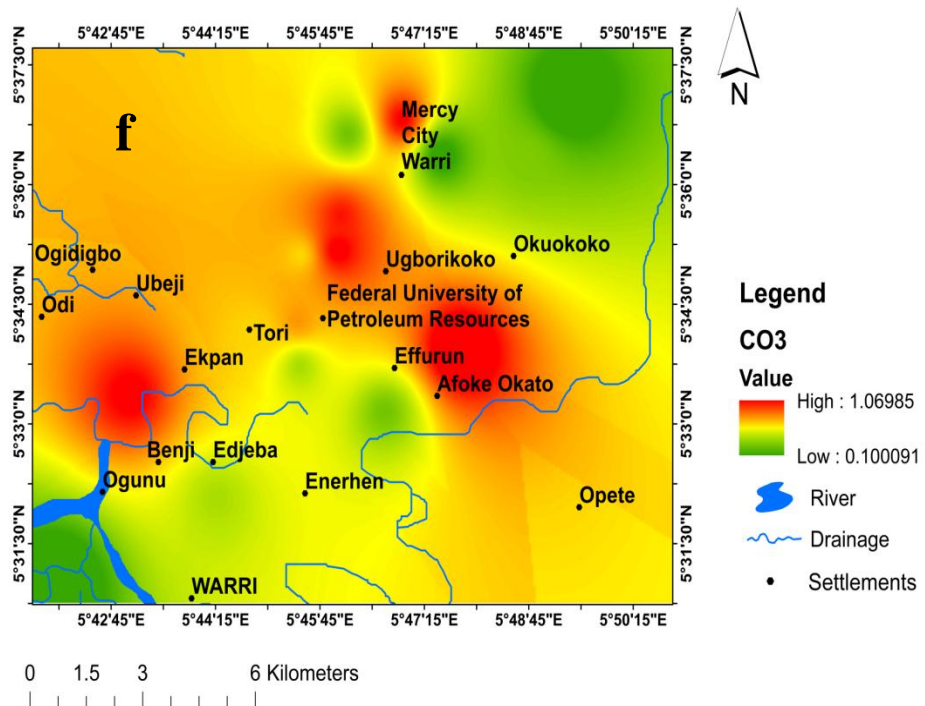 5°42'45"E 5°44'15"E 5°45'45"E 5°47'15"E 5°48'45"E 5°50'15"E
5°37'30"N 5°37'30"N
N
f
Mercy
City
Warri
5°36'0"N 5°36'0"N
Okuokoko
Ogidigbo
Ugborikoko
Ubeji
Federal University of
Petroleum Resources
Odi
5°34'30"N 5°34'30"N
Tori
Ekpan
Effurun
Afoke Okato
5°33'0"N 5°33'0"N
Benji
Edjeba
Ogunu
Enerhen
Opete
5°31'30"N 5°31'30"N
WARRI
5°42'45"E 5°44'15"E 5°45'45"E 5°47'15"E 5°48'45"E 5°50'15"E
Legend
CO3
Value
High : 1.06985
Low : 0.100091
River
Drainage
Settlements
0 1.5 3 6 Kilometers